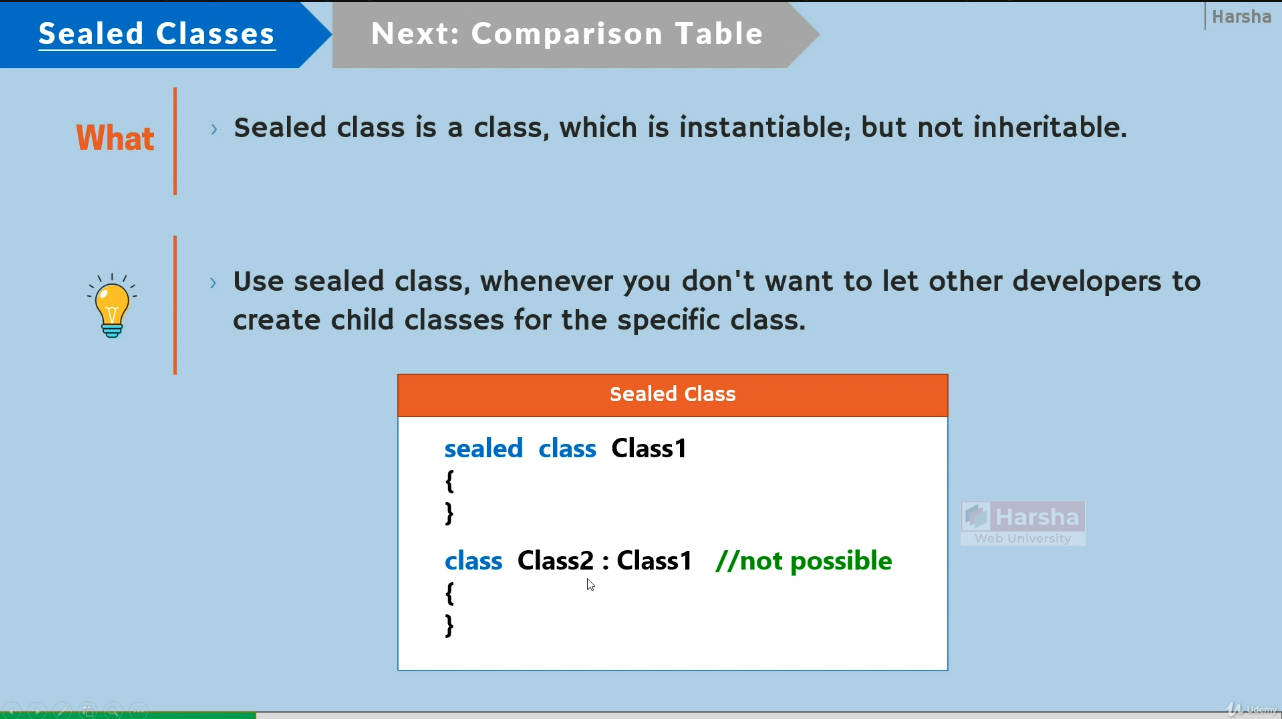 Sealed Classes
Next: Comparison Table
Harsha
What
› Sealed class is a class, which is instantiable; but not inheritable.
› Use sealed class, whenever you don't want to let other developers to
create child classes for the specific class.
Sealed Class
sealed class Class1
{
}
class Class2 : Class1 //not possible
{
}
Harsha
Web University
Udemy